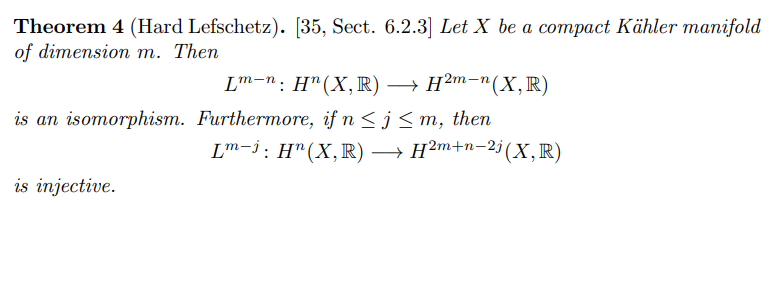 Theorem 4 (Hard Lefschetz). [35, Sect. 6.2.3] Let X be a compact Kähler manifold
of dimension m. Then
L^{m−n}: H^n(X, ℝ) ⟶ H^{2m−n}(X, ℝ)
is an isomorphism. Furthermore, if n ≤ j ≤ m, then
L^{m−j}: H^n(X, ℝ) ⟶ H^{2m+n−2j}(X, ℝ)
is injective.